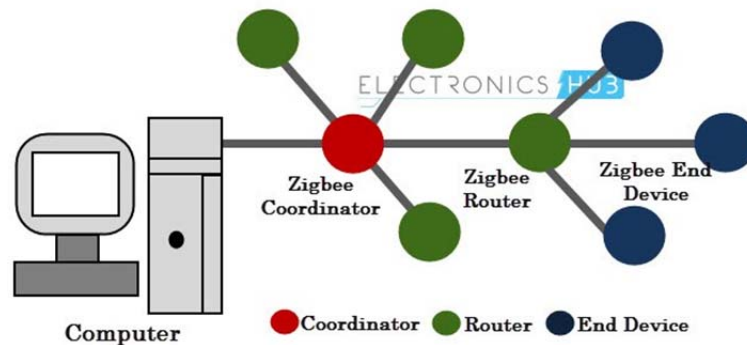 ELECTRONICS HUB
Zigbee
Coordinator
Zigbee
Router
Zigbee End
Device
Computer
Coordinator
Router
End Device